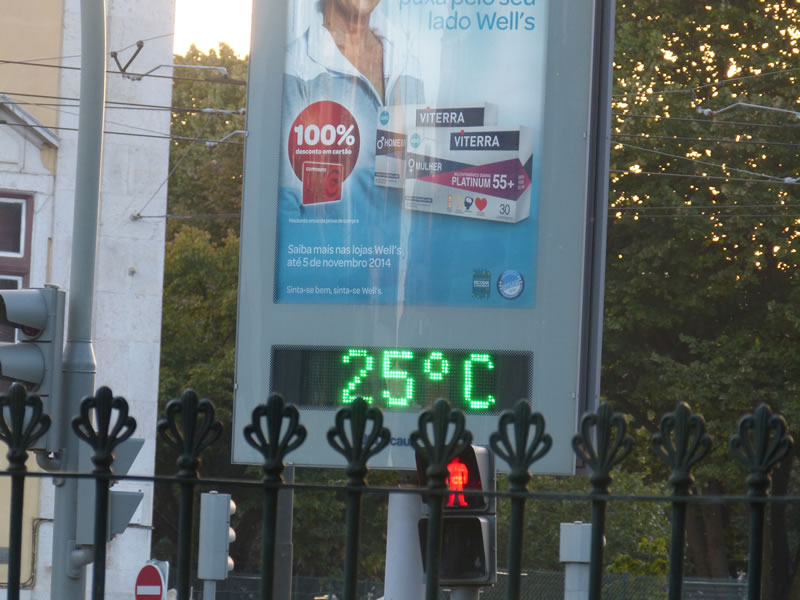 puxa pelo seu
lado Well's
100%
desconto em cartão
VITERRA
HOMEM
VITERRA
MULHER
PLATINUM 55+
30
Saiba mais nas lojas Well's
até 5 de novembro 2014
Sinta-se bem, sinta-se Well's.
25°C